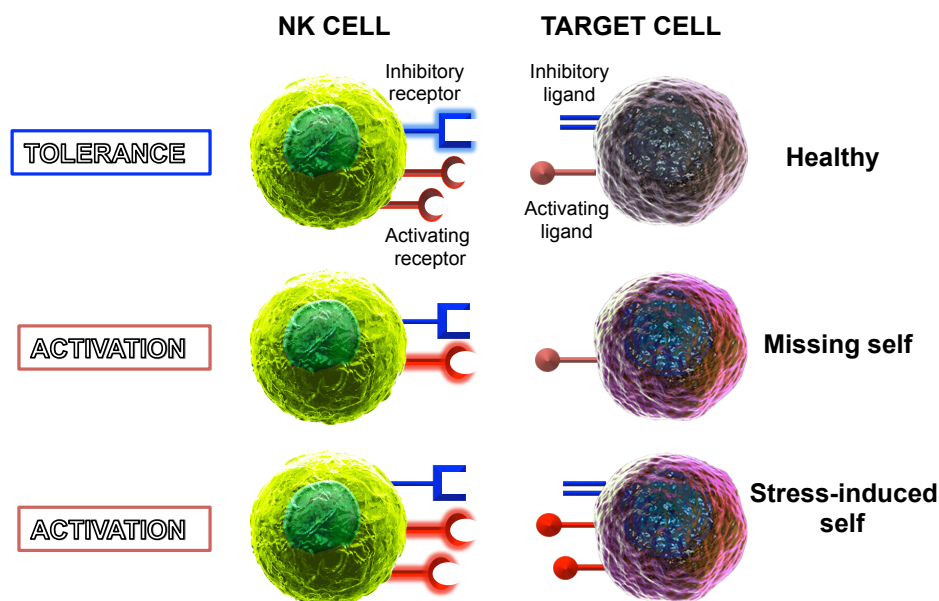 NK CELL
TARGET CELL
Inhibitory
receptor
Inhibitory
ligand
TOLERANCE
Healthy
Activating
receptor
Activating
ligand
ACTIVATION
Missing self
ACTIVATION
Stress-induced
self